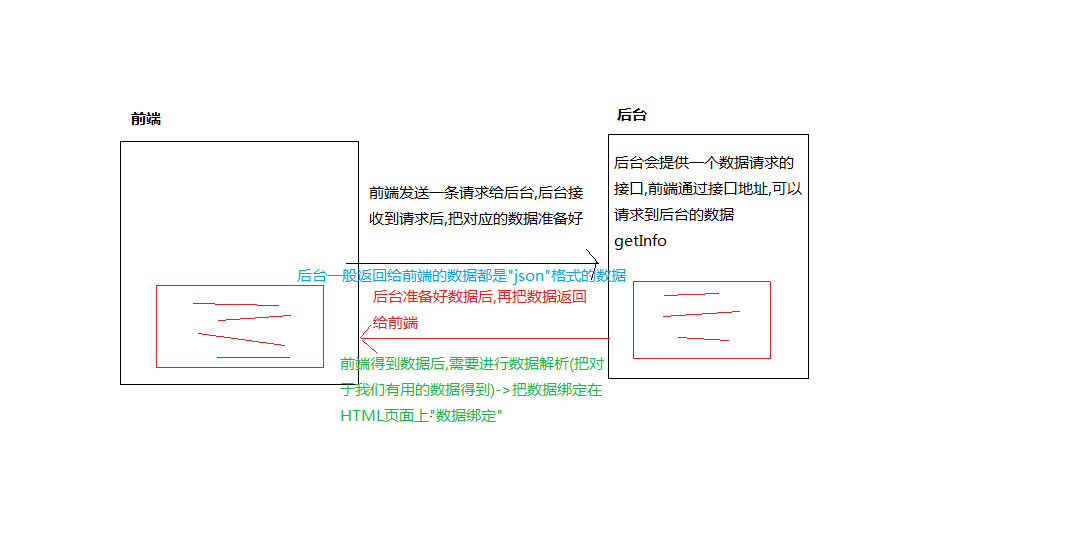 前端
后台
前端发送一条请求给后台,后台接
收到请求后,把对应的数据准备好
后台会提供一个数据请求的
接口,前端通过接口地址,可以
请求到后台的数据
getInfo
后台一般返回给前端的数据都是"json"格式的数据
后台准备好数据后,再把数据返回
给前端
前端得到数据后,需要进行数据解析(把对
于我们有用的数据得到)->把数据绑定在
HTML页面上"数据绑定"